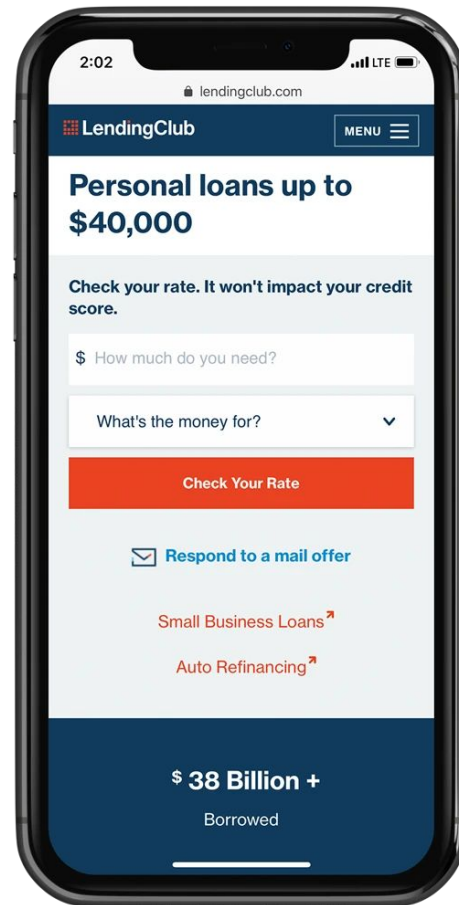 2:02
LTE
lendingclub.com
LendingClub
MENU
Personal loans up to
$40,000
Check your rate. It won't impact your credit
score.
$ How much do you need?
What's the money for?
Check Your Rate
Respond to a mail offer
Small Business Loans
Auto Refinancing
$ 38 Billion +
Borrowed